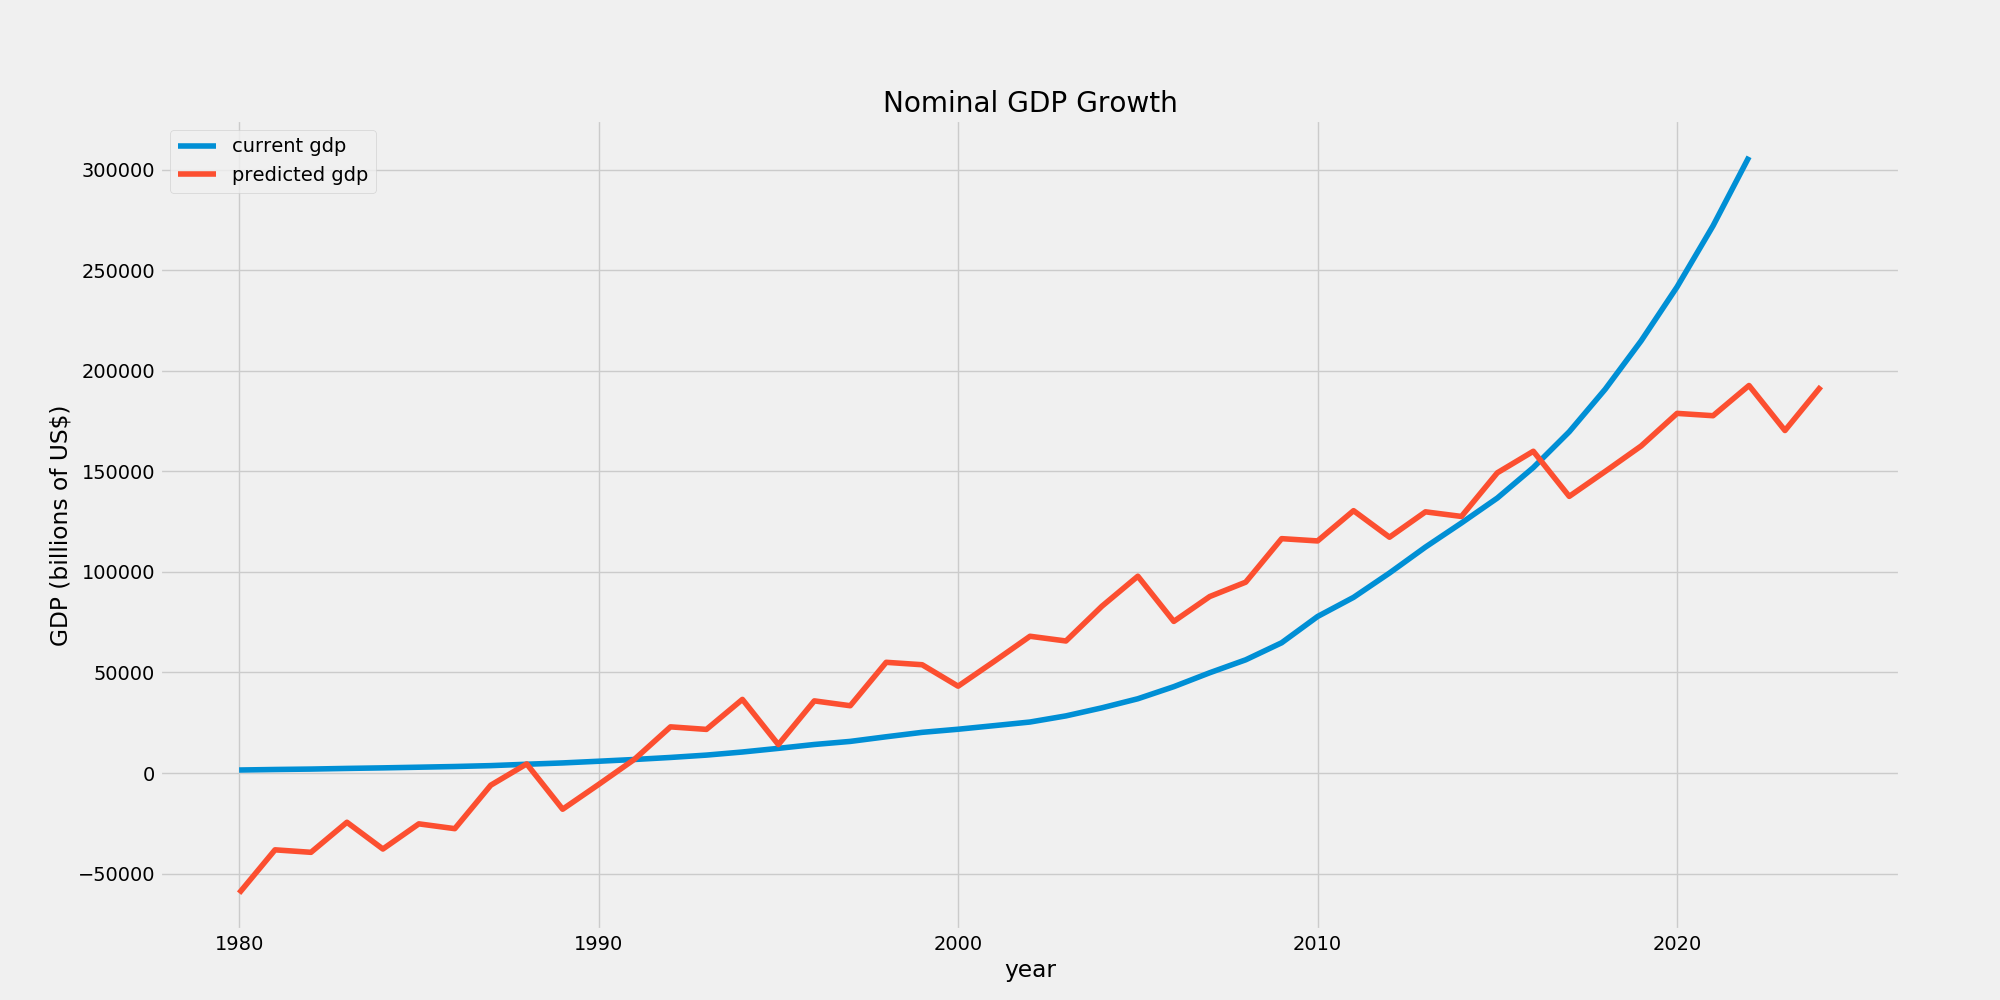 Nominal GDP Growth
current gdp
predicted gdp
300000
250000
200000
150000
100000
50000
0
−50000
GDP (billions of US$)
1980 1990 2000 2010 2020
year